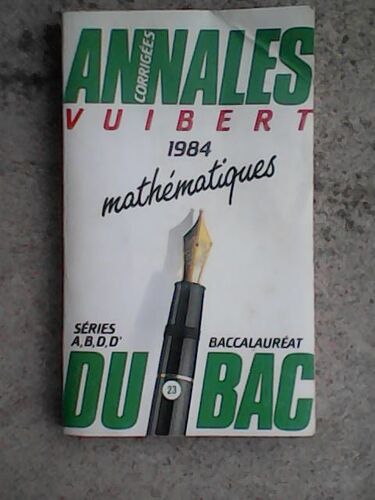 ANNALES
CORRIGÉES
VUIBERT
1984
mathématiques
SÉRIES
A,B,D,D'
BACCALAURÉAT
DU BAC
23